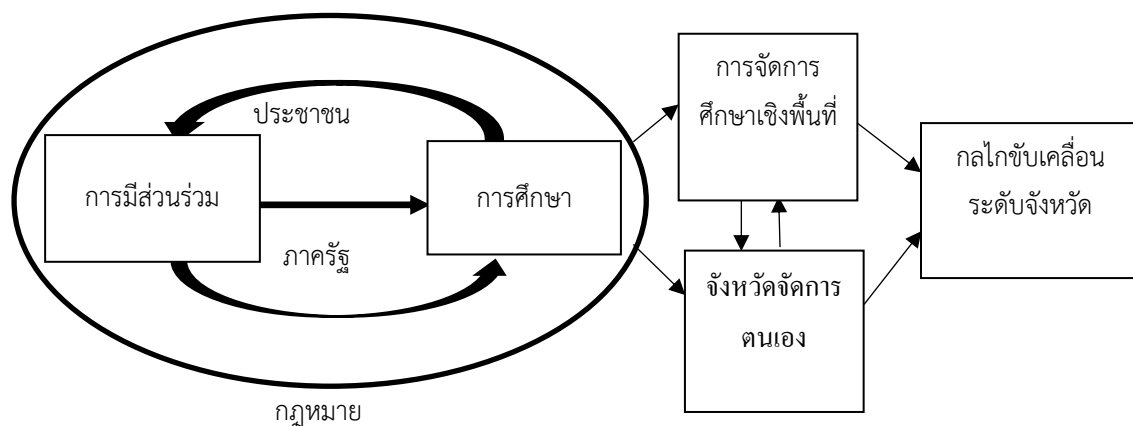 ประชาชน
การมีส่วนร่วม
การศึกษา
ภาครัฐ
กฎหมาย
การจัดการ
ศึกษาเชิงพื้นที่
จังหวัดจัดการ
ตนเอง
กลไกขับเคลื่อน
ระดับจังหวัด